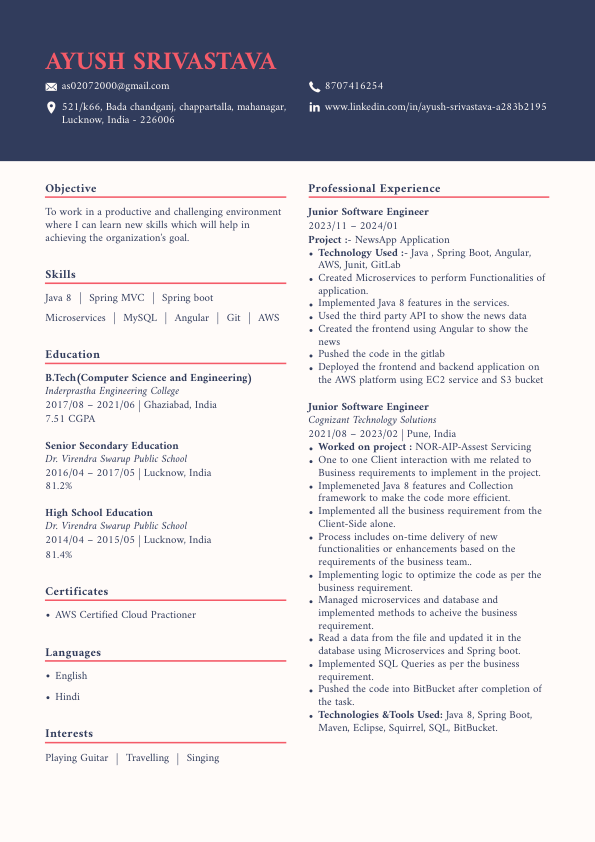 AYUSH SRIVASTAVA
as02072000@gmail.com
8707416254
521/k66, Bada chandganj, chappartalla, mahanagar,
Lucknow, India - 226006
www.linkedin.com/in/ayush-srivastava-a283b2195
Objective
To work in a productive and challenging environment
where I can learn new skills which will help in
achieving the organization's goal.
Skills
Java 8 | Spring MVC | Spring boot
Microservices | MySQL | Angular | Git | AWS
Education
B.Tech(Computer Science and Engineering)
Inderprastha Engineering College
2017/08 – 2021/06 | Ghaziabad, India
7.51 CGPA
Senior Secondary Education
Dr. Virendra Swarup Public School
2016/04 – 2017/05 | Lucknow, India
81.2%
High School Education
Dr. Virendra Swarup Public School
2014/04 – 2015/05 | Lucknow, India
81.4%
Certificates
• AWS Certified Cloud Practioner
Languages
• English
• Hindi
Interests
Playing Guitar | Travelling | Singing
Professional Experience
Junior Software Engineer
2023/11 – 2024/01
Project :- NewsApp Application
• Technology Used :- Java , Spring Boot, Angular,
AWS, Junit, GitLab
• Created Microservices to perform Functionalities of
application.
• Implemented Java 8 features in the services.
• Used the third party API to show the news data
• Created the frontend using Angular to show the
news
• Pushed the code in the gitlab
• Deployed the frontend and backend application on
the AWS platform using EC2 service and S3 bucket
Junior Software Engineer
Cognizant Technology Solutions
2021/08 – 2023/02 | Pune, India
• Worked on project : NOR-AIP-Assest Servicing
• One to one Client interaction with me related to
Business requirements to implement in the project.
• Implemeneted Java 8 features and Collection
framework to make the code more efficient.
• Implemented all the business requirement from the
Client-Side alone.
• Process includes on-time delivery of new
functionalities or enhancements based on the
requirements of the business team..
• Implementing logic to optimize the code as per the
business requirement.
• Managed microservices and database and
implemented methods to acheive the business
requirement.
• Read a data from the file and updated it in the
database using Microservices and Spring boot.
• Implemented SQL Queries as per the business
requirement.
• Pushed the code into BitBucket after completion of
the task.
• Technologies &Tools Used: Java 8, Spring Boot,
Maven, Eclipse, Squirrel, SQL, BitBucket.